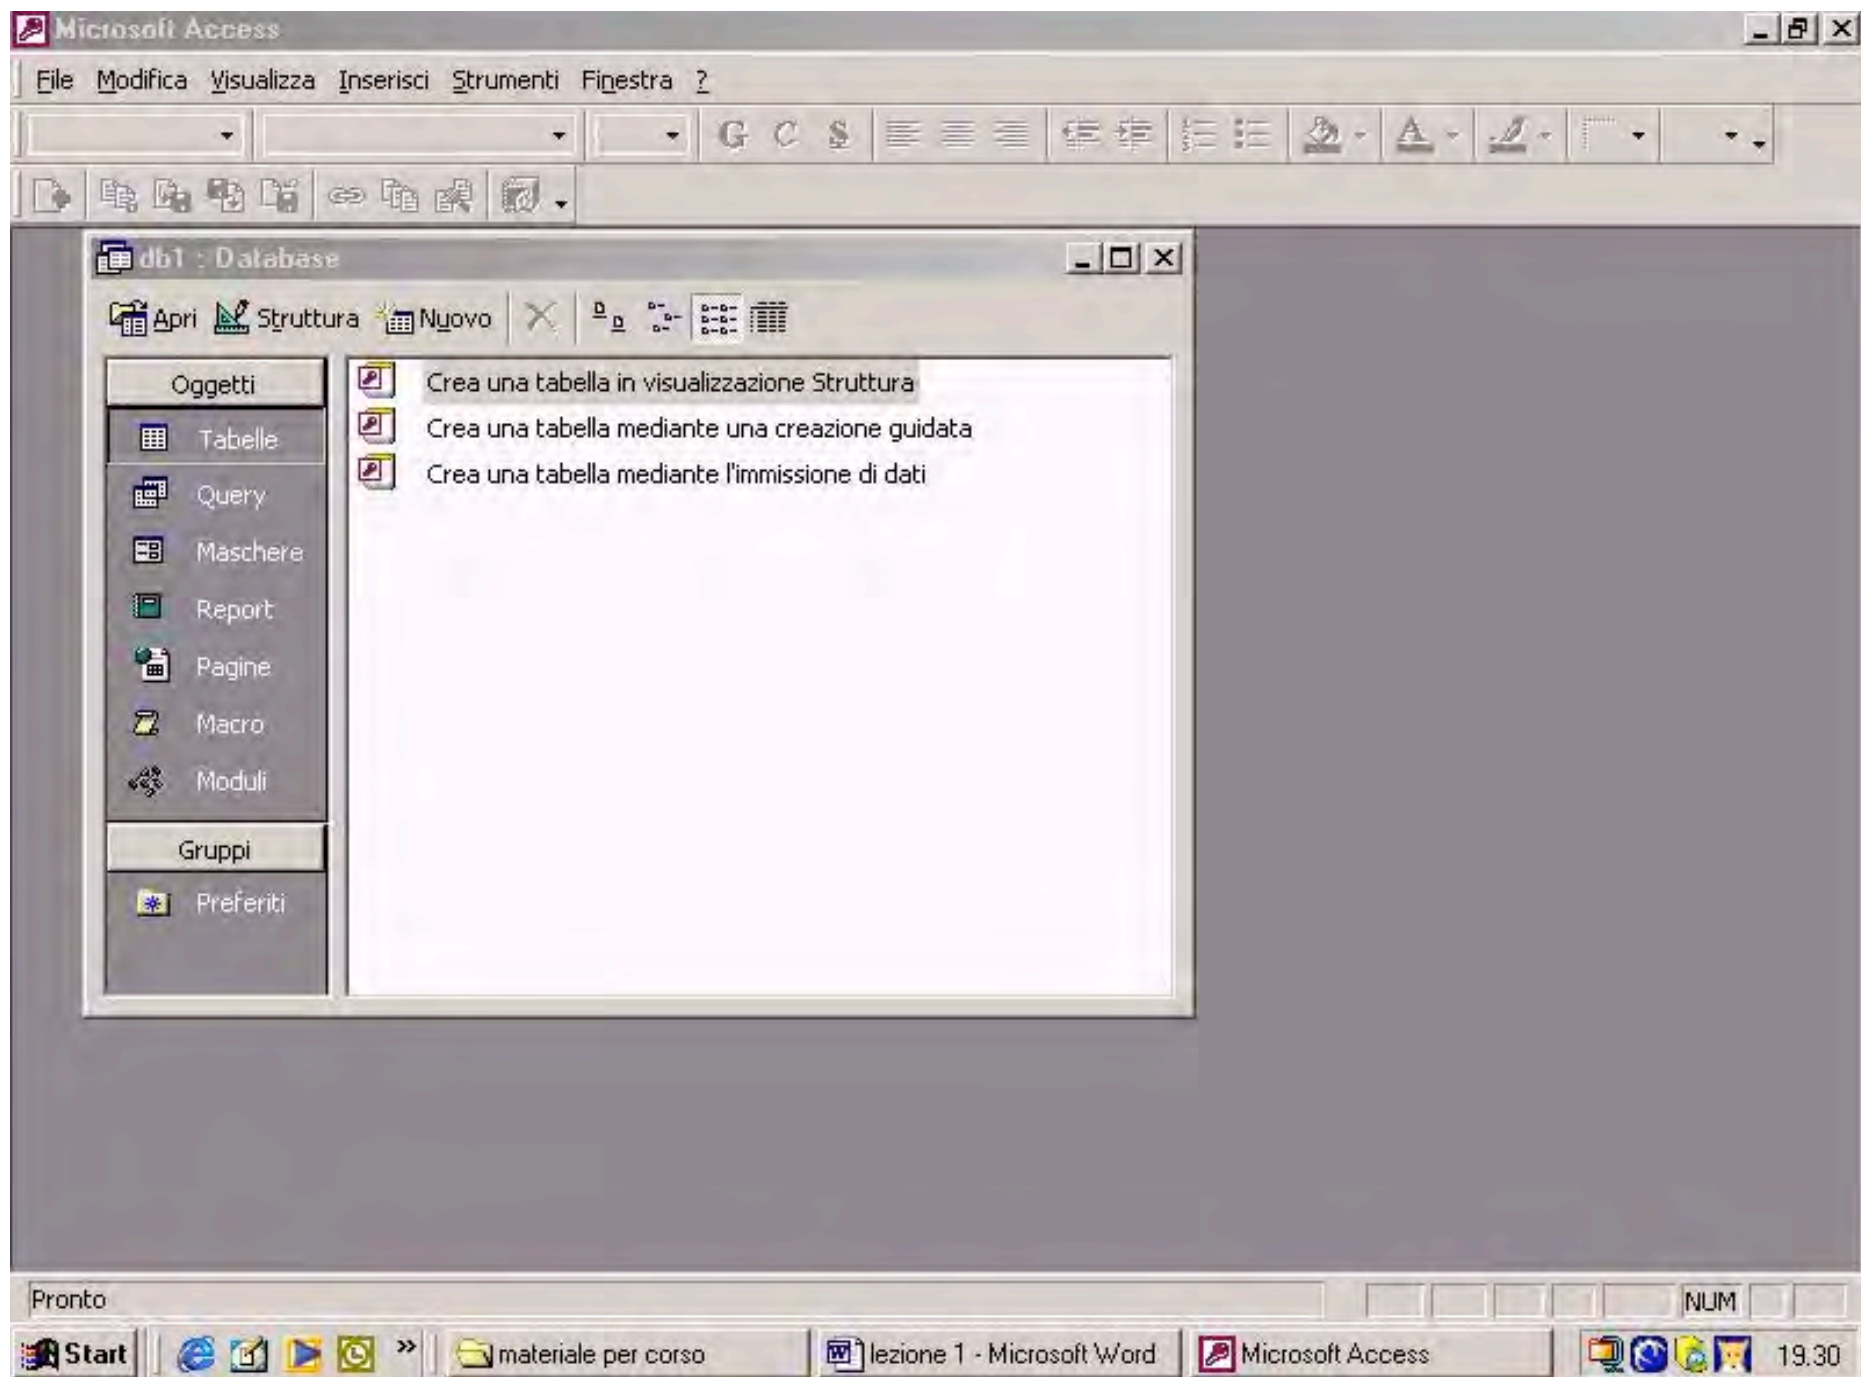 Microsoft Access
File Modifica Visualizza Inserisci Strumenti Finestra ?
G C S A
db1 : Database
Apri Struttura Nuovo
Oggetti
Tabelle
Query
Maschere
Report
Pagine
Macro
Moduli
Gruppi
Preferiti
Crea una tabella in visualizzazione Struttura
Crea una tabella mediante una creazione guidata
Crea una tabella mediante l'immissione di dati
Pronto NUM
Start » materiale per corso lezione 1 - Microsoft Word Microsoft Access 19.30